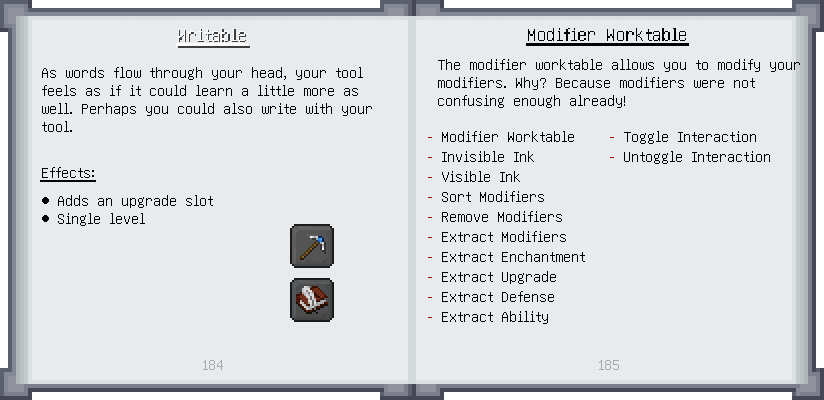 Writable
As words flow through your head, your tool
feels as if it could learn a little more as
well. Perhaps you could also write with your
tool.
Effects:
● Adds an upgrade slot
● Single level
184
Modifier Worktable
The modifier worktable allows you to modify your
modifiers. Why? Because modifiers were not
confusing enough already!
- Modifier Worktable
- Invisible Ink
- Visible Ink
- Sort Modifiers
- Remove Modifiers
- Extract Modifiers
- Extract Enchantment
- Extract Upgrade
- Extract Defense
- Extract Ability
- Toggle Interaction
- Untoggle Interaction
185